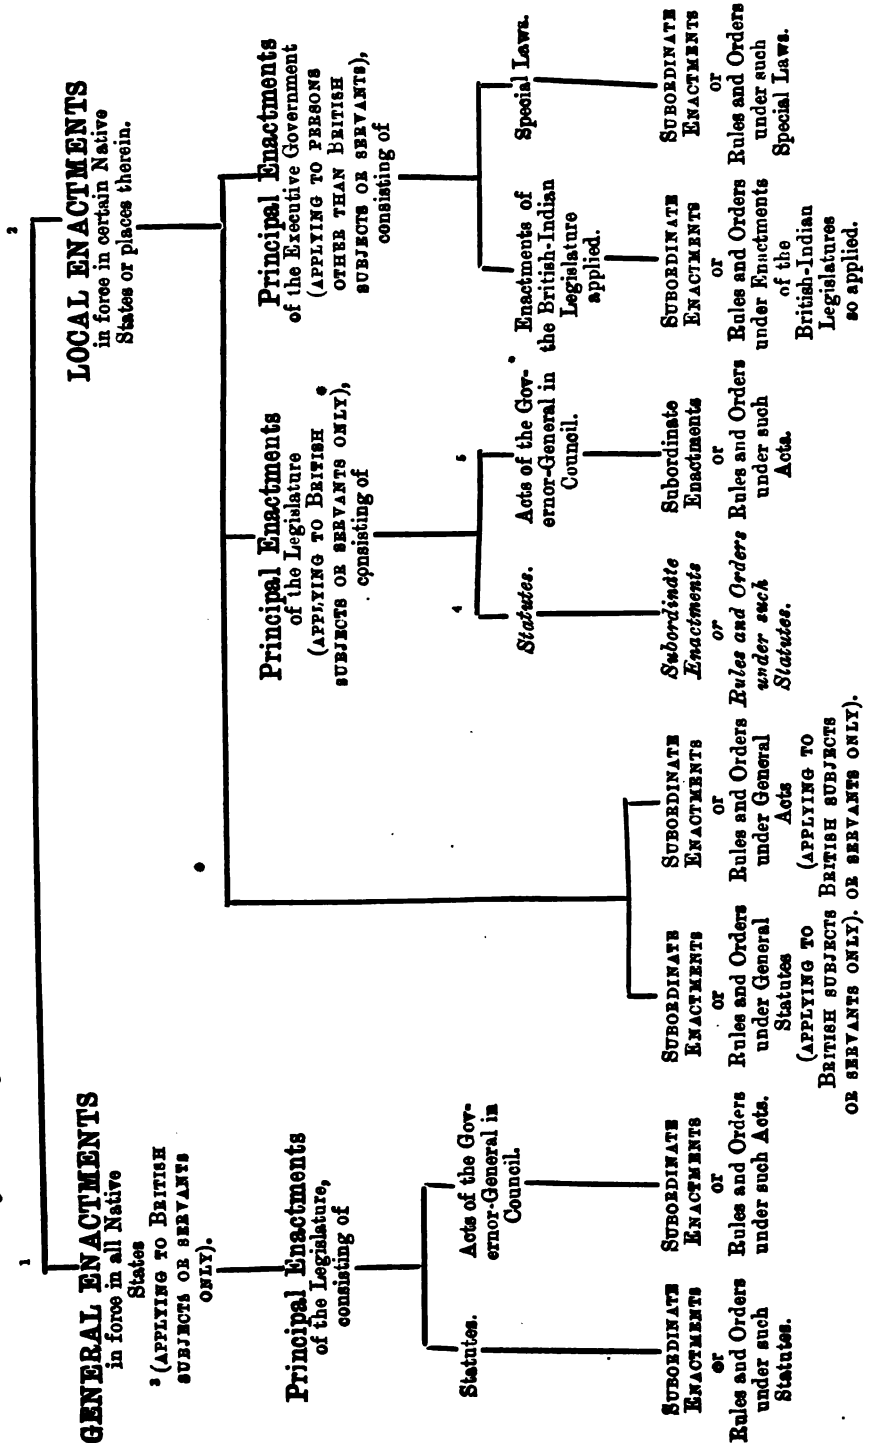 1
GENERAL ENACTMENTS
in force in all Native
States
³ (APPLYING TO BRITISH
SUBJECTS OR SERVANTS
ONLY).
Principal Enactments
of the Legislature,
consisting of
Statutes.
SUBORDINATE
ENACTMENTS
or
Rules and Orders
under such
Statutes.
Acts of the Gov-
ernor-General in
Council.
SUBORDINATE
ENACTMENTS
or
Rules and Orders
under such Acts.
2
LOCAL ENACTMENTS
in force in certain Native
States or places therein.
SUBORDINATE
ENACTMENTS
or
Rules and Orders
under General
Statutes
(APPLYING TO
BRITISH SUBJECTS
OR SERVANTS ONLY).
SUBORDINATE
ENACTMENTS
or
Rules and Orders
under General
Acts
(APPLYING TO
BRITISH SUBJECTS
OR SERVANTS ONLY).
Principal Enactments
of the Legislature
(APPLYING TO BRITISH
SUBJECTS OR SERVANTS ONLY),
consisting of
4
Statutes.
Subordinate
Enactments
or
Rules and Orders
under such
Statutes.
5
Acts of the Gov-
ernor-General in
Council.
Subordinate
Enactments
or
Rules and Orders
under such
Acts.
Principal Enactments
of the Executive Government
(APPLYING TO PERSONS
OTHER THAN BRITISH
SUBJECTS OR SERVANTS),
consisting of
Enactments of
the British-Indian
Legislature
applied.
SUBORDINATE
ENACTMENTS
or
Rules and Orders
under Enactments
of the
British-Indian
Legislatures
so applied.
Special Laws.
SUBORDINATE
ENACTMENTS
or
Rules and Orders
under such
Special Laws.